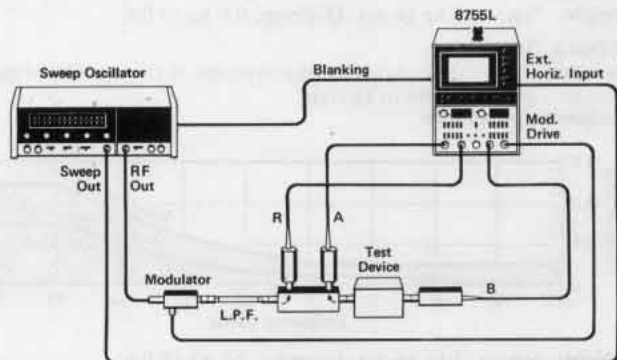 8755L
Sweep Oscillator
Blanking
Ext.
Horiz. Input
Mod.
Drive
Sweep
Out
RF
Out
R
A
Test
Device
Modulator
L.P.F.
B